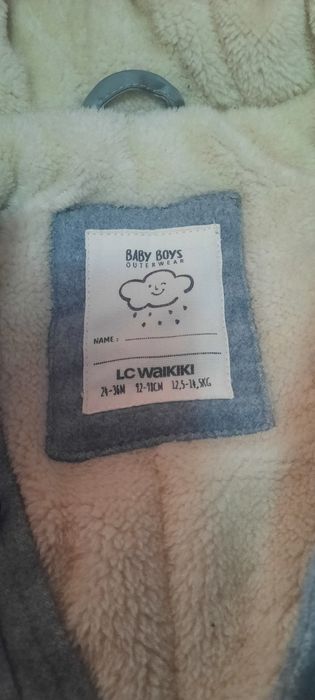 BABY BOYS
OUTERWEAR
NAME :
LC WAIKIKI
24-36M 92-98CM 12,5-14,5KG